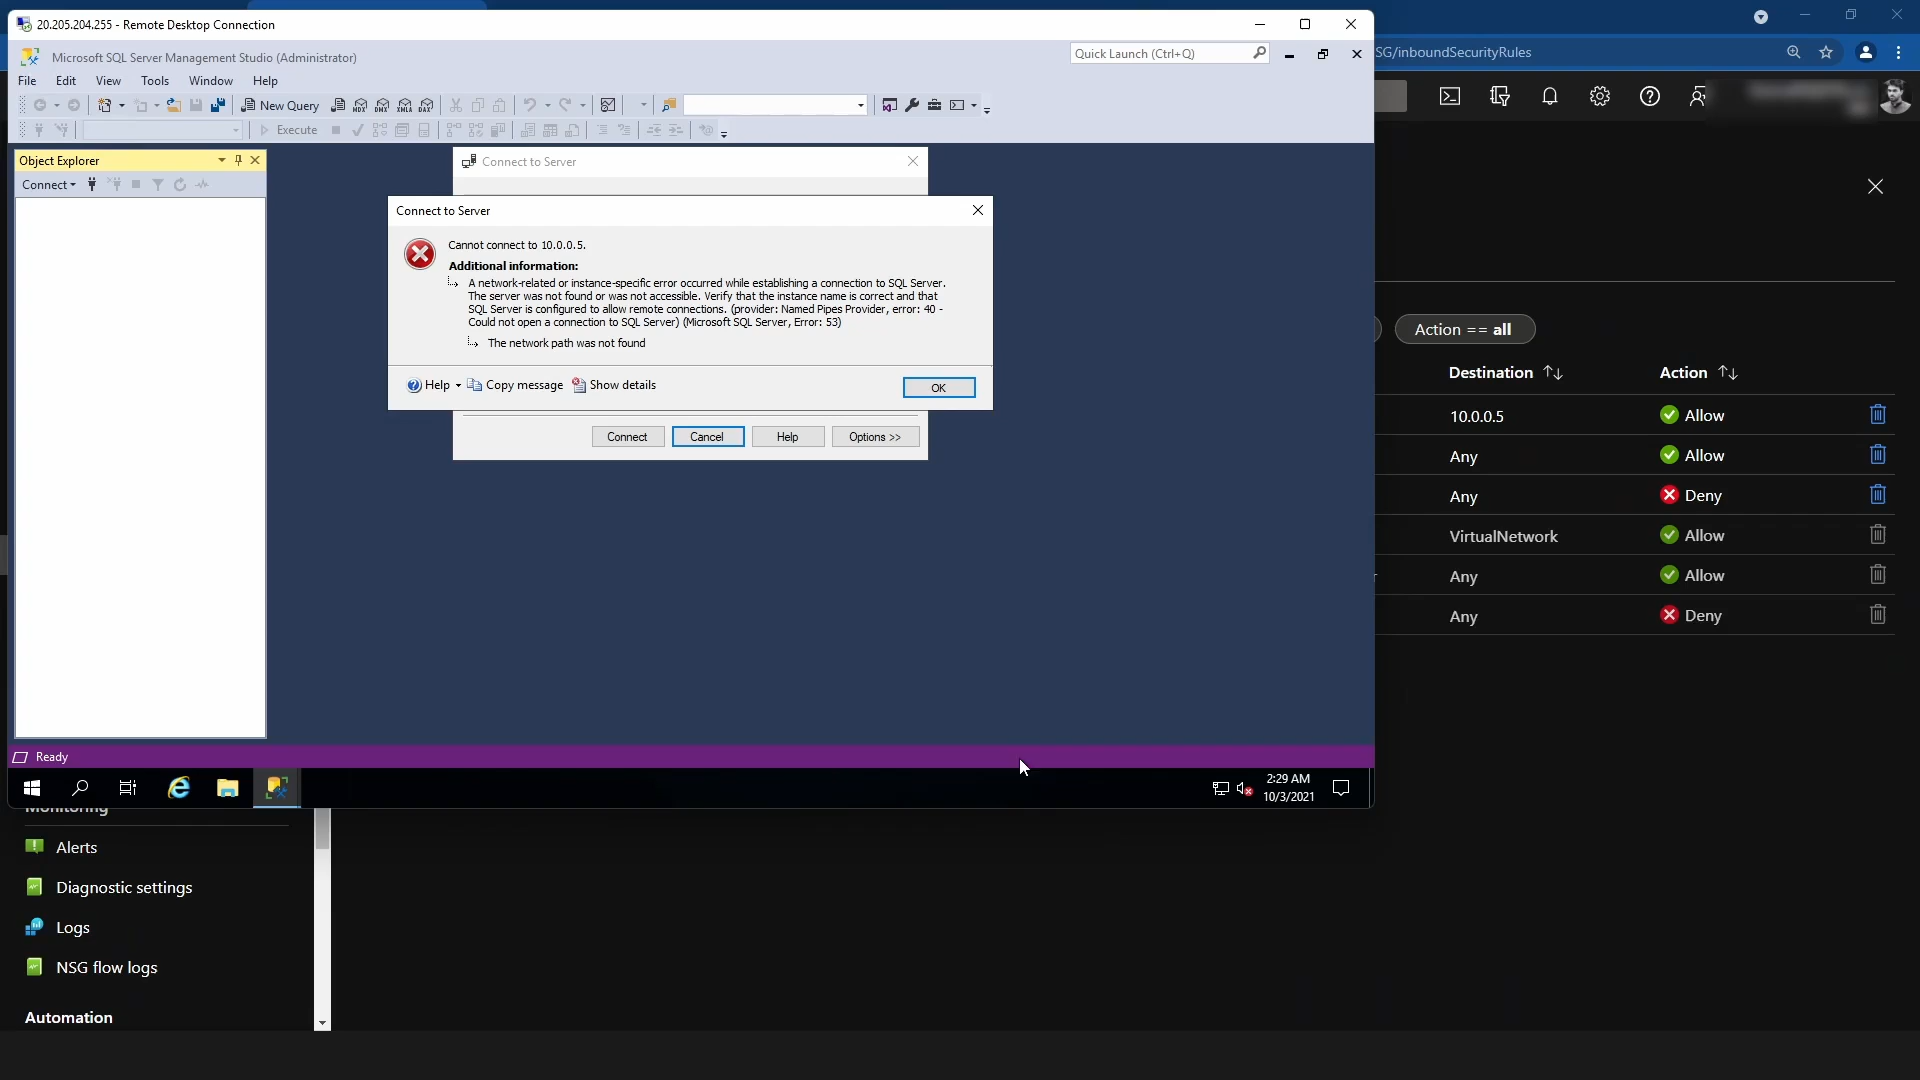 20.205.204.255 - Remote Desktop Connection
SG/inboundSecurityRules
Microsoft SQL Server Management Studio (Administrator)
Quick Launch (Ctrl+Q)
File Edit View Tools Window Help
New Query MDX DMX XMLA DAX
Execute
Object Explorer
Connect
Connect to Server
Connect to Server
Cannot connect to 10.0.0.5.
Additional information:
A network-related or instance-specific error occurred while establishing a connection to SQL Server.
The server was not found or was not accessible. Verify that the instance name is correct and that
SQL Server is configured to allow remote connections. (provider: Named Pipes Provider, error: 40 -
Could not open a connection to SQL Server) (Microsoft SQL Server, Error: 53)
The network path was not found
Help Copy message Show details OK
Connect Cancel Help Options >>
Action == all
Destination Action
10.0.0.5 Allow
Any Allow
Any Deny
VirtualNetwork Allow
Any Allow
Any Deny
Ready
2:29 AM
10/3/2021
Monitoring
Alerts
Diagnostic settings
Logs
NSG flow logs
Automation